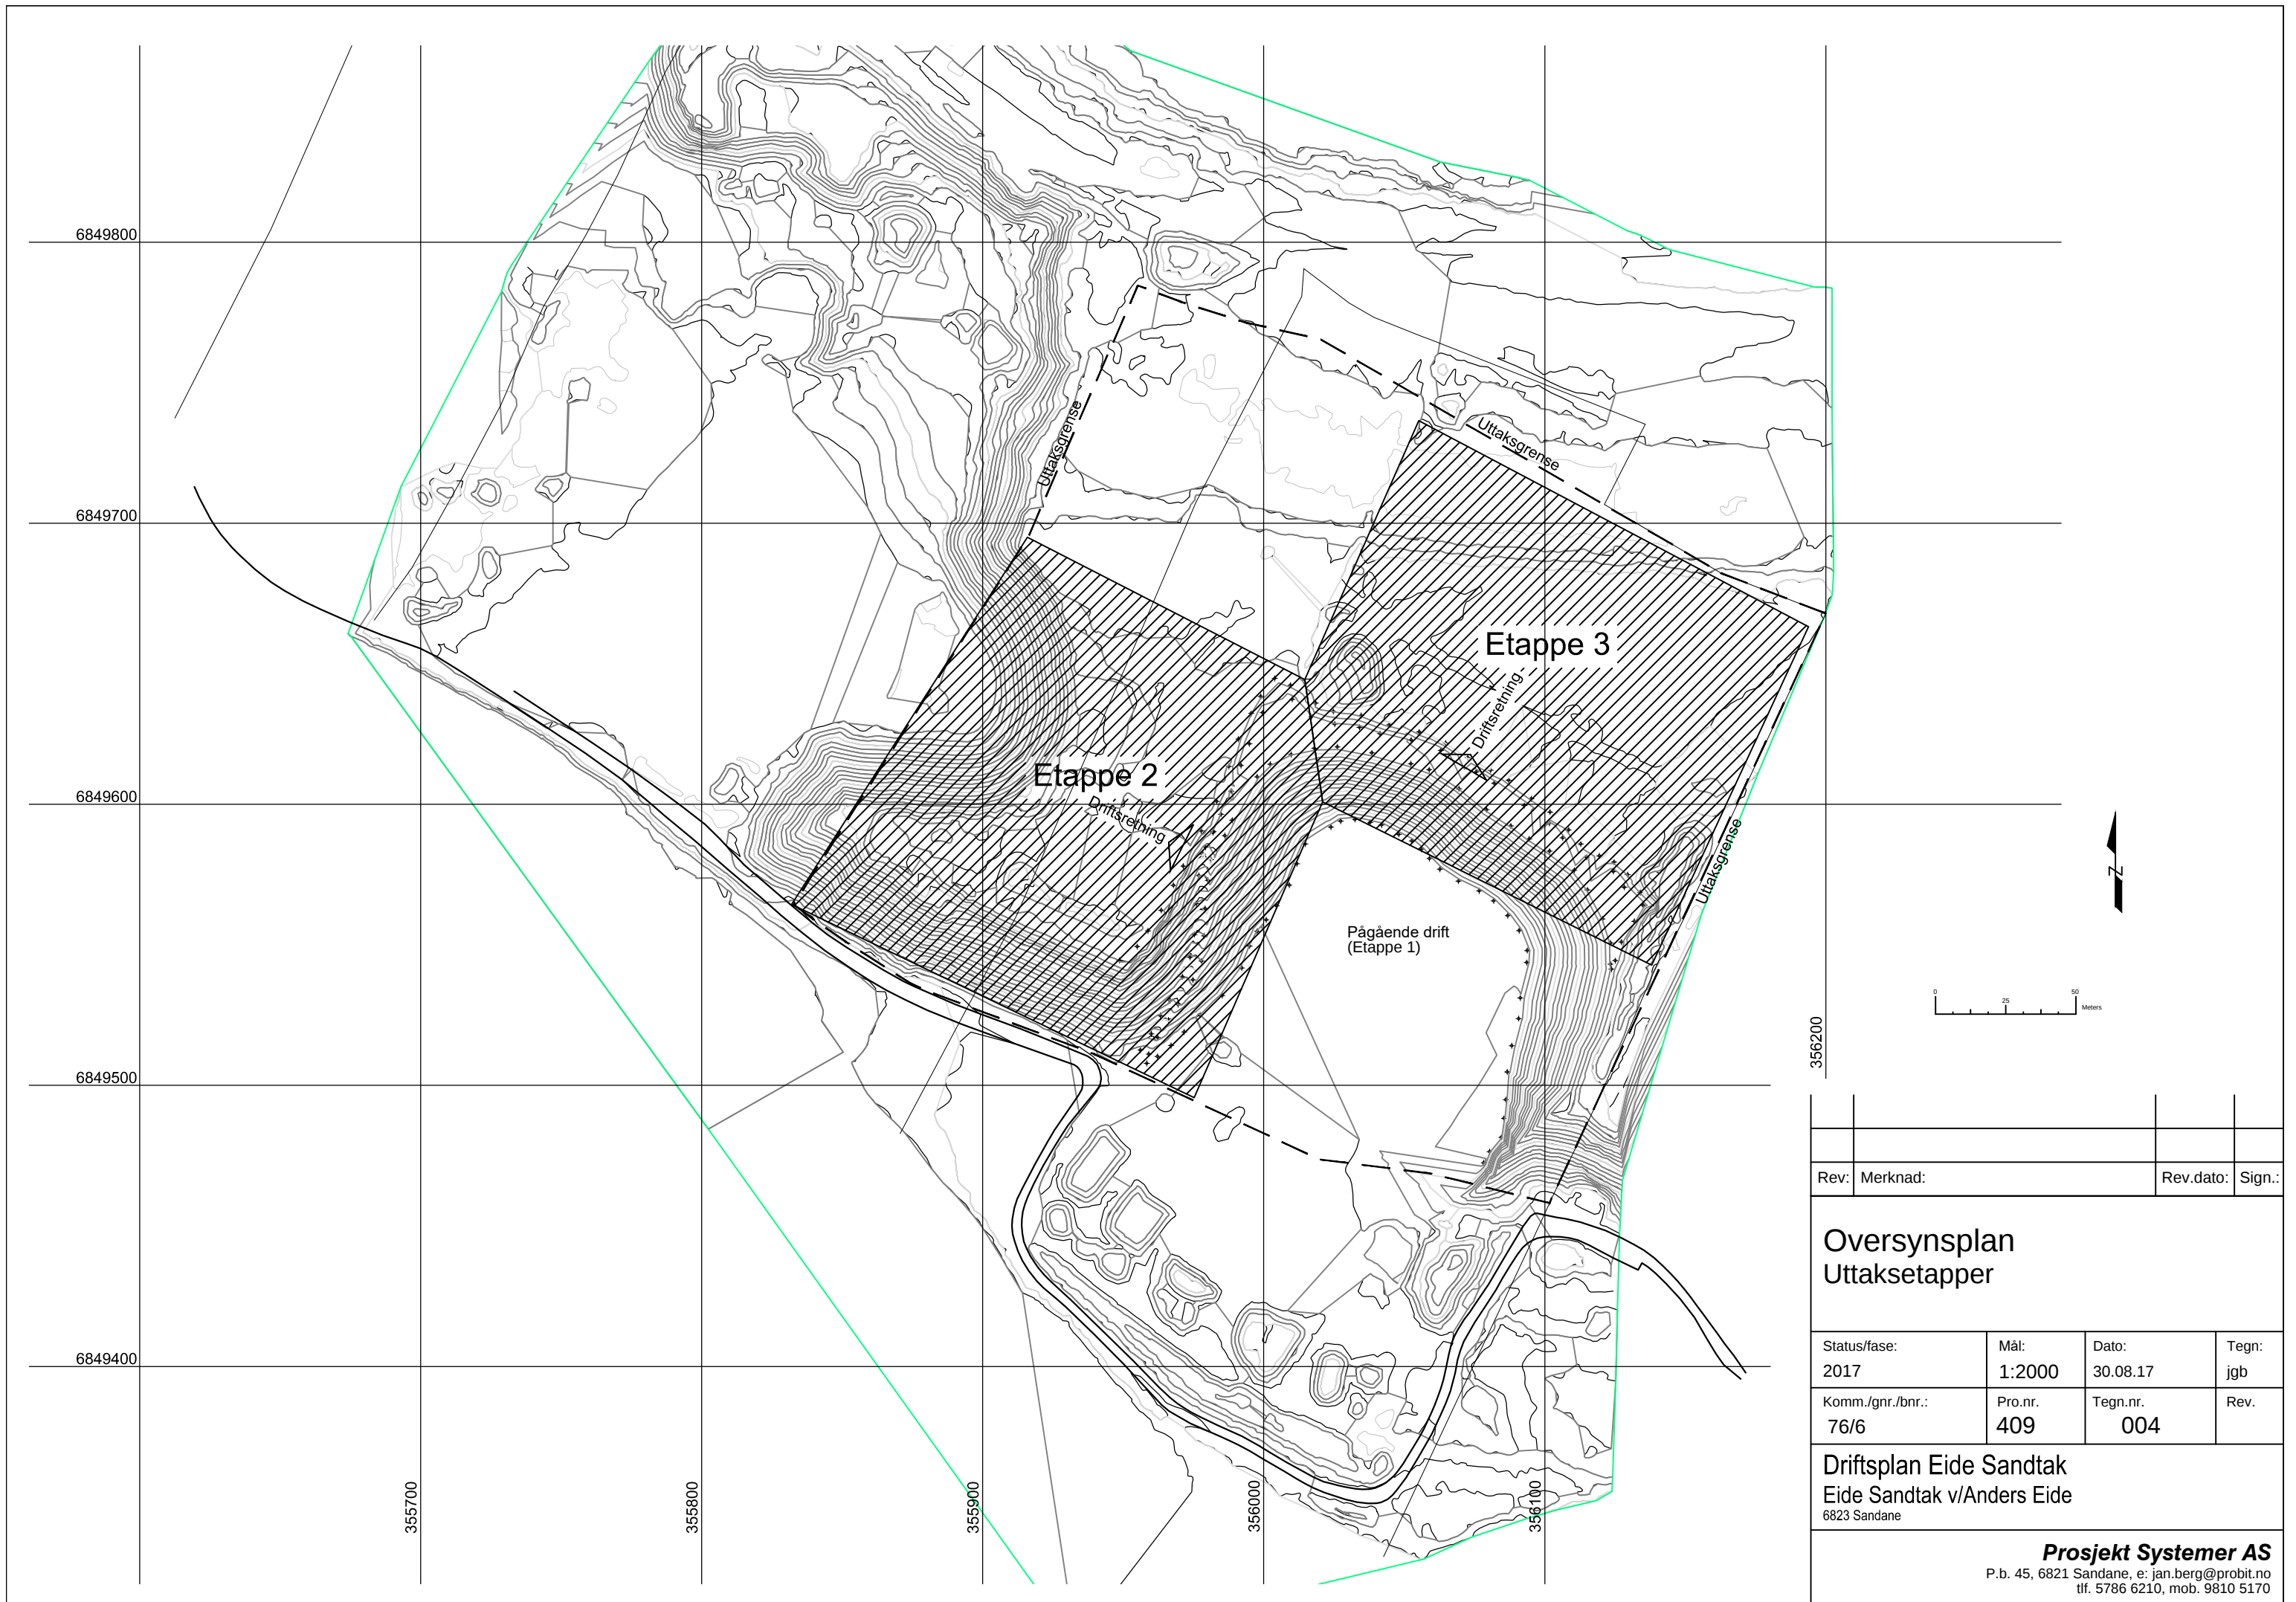 6849800
6849700
6849600
6849500
6849400
355700
355800
355900
356000
356100
356200
Uttaksgrense
Uttaksgrense
Uttaksgrense
Etappe 3
Driftsretning
Etappe 2
Driftsretning
Pågående drift
(Etappe 1)
N
0 25 50
Meters
Rev: Merknad: Rev.dato: Sign.:
Oversynsplan
Uttaksetapper
Status/fase: Mål: Dato: Tegn:
2017 1:2000 30.08.17 jgb
Komm./gnr./bnr.: Pro.nr. Tegn.nr. Rev.
76/6 409 004
Driftsplan Eide Sandtak
Eide Sandtak v/Anders Eide
6823 Sandane
Prosjekt Systemer AS
P.b. 45, 6821 Sandane, e: jan.berg@probit.no
tlf. 5786 6210, mob. 9810 5170